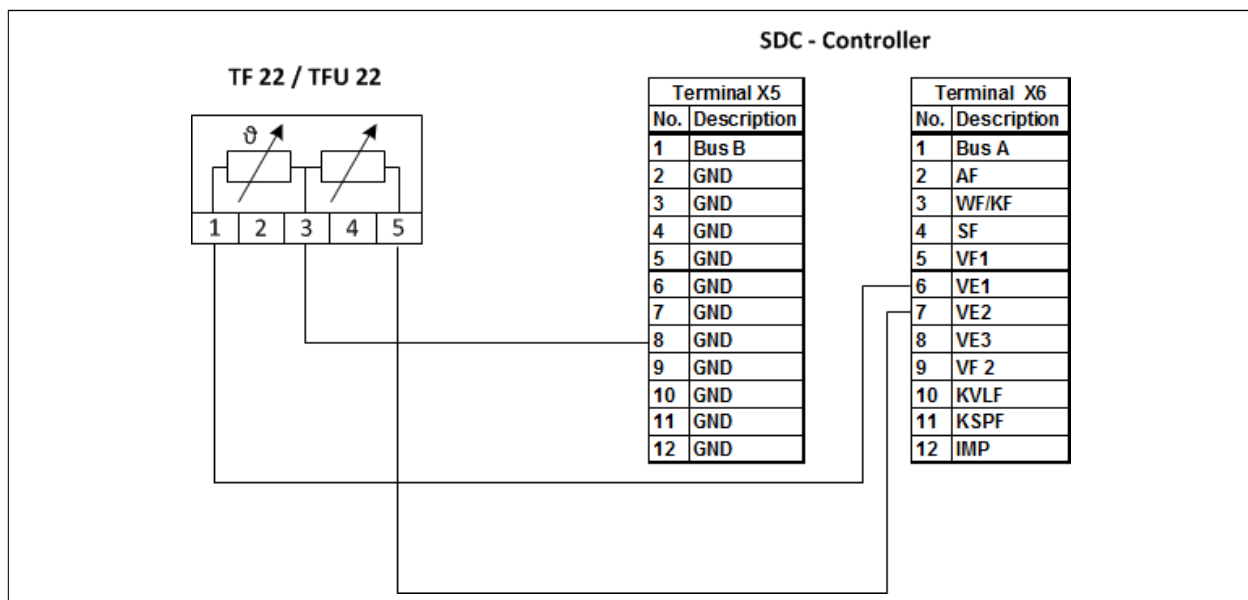 SDC - Controller
TF 22 / TFU 22
ϑ
1 2 3 4 5
Terminal X5
No. Description
1 Bus B
2 GND
3 GND
4 GND
5 GND
6 GND
7 GND
8 GND
9 GND
10 GND
11 GND
12 GND
Terminal X6
No. Description
1 Bus A
2 AF
3 WF/KF
4 SF
5 VF1
6 VE1
7 VE2
8 VE3
9 VF 2
10 KVLF
11 KSPF
12 IMP